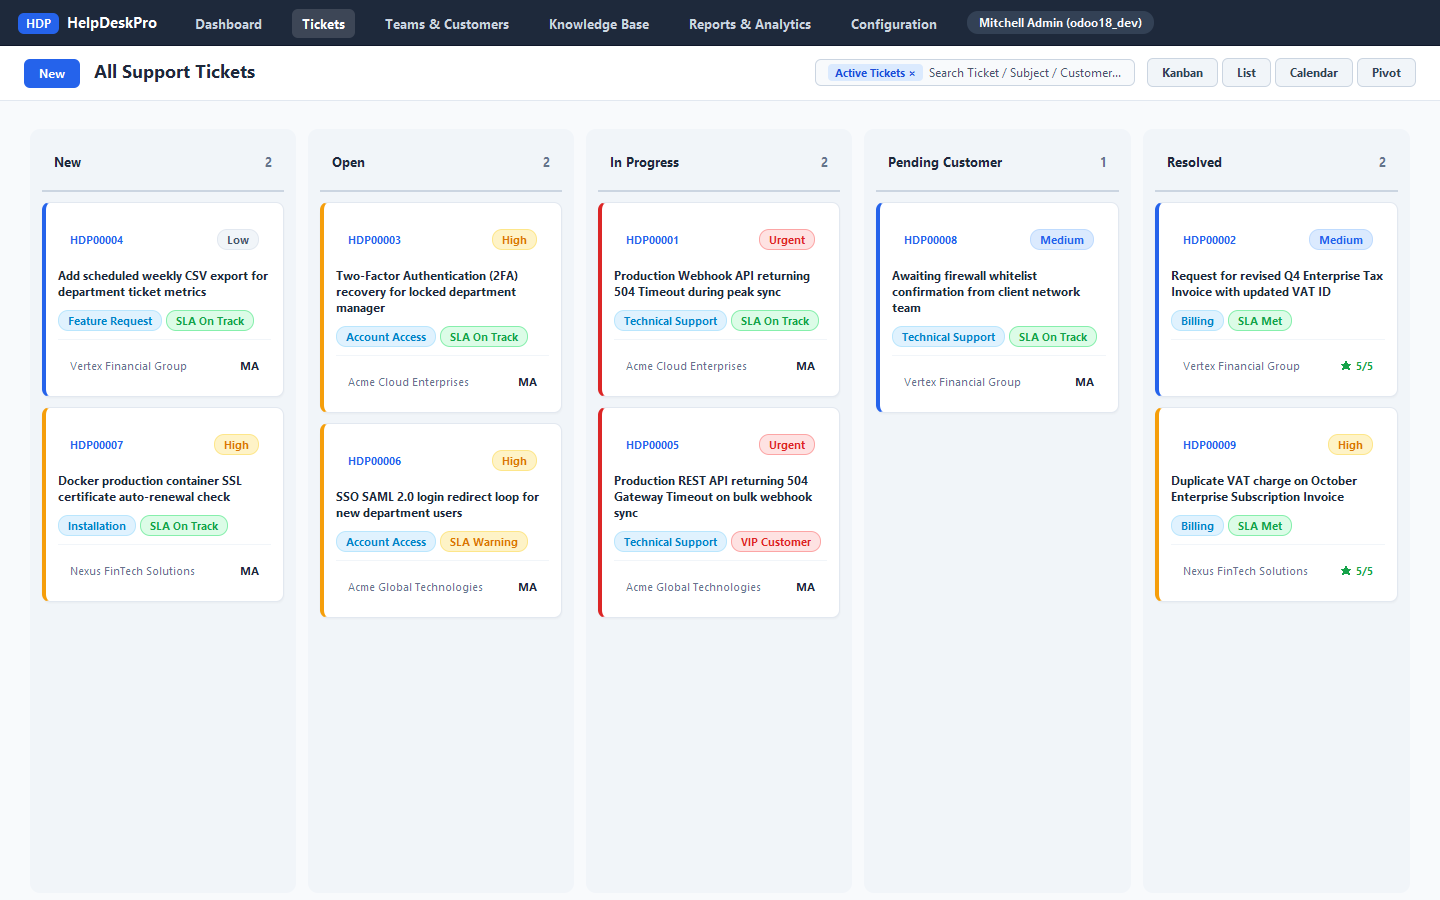 HDP HelpDeskPro Dashboard Tickets Teams & Customers Knowledge Base Reports & Analytics Configuration Mitchell Admin (odoo18_dev)
New All Support Tickets Active Tickets × Search Ticket / Subject / Customer... Kanban List Calendar Pivot
New 2
HDP00004 Low
Add scheduled weekly CSV export for
department ticket metrics
Feature Request SLA On Track
Vertex Financial Group MA
HDP00007 High
Docker production container SSL
certificate auto-renewal check
Installation SLA On Track
Nexus FinTech Solutions MA
Open 2
HDP00003 High
Two-Factor Authentication (2FA)
recovery for locked department
manager
Account Access SLA On Track
Acme Cloud Enterprises MA
HDP00006 High
SSO SAML 2.0 login redirect loop for
new department users
Account Access SLA Warning
Acme Global Technologies MA
In Progress 2
HDP00001 Urgent
Production Webhook API returning
504 Timeout during peak sync
Technical Support SLA On Track
Acme Cloud Enterprises MA
HDP00005 Urgent
Production REST API returning 504
Gateway Timeout on bulk webhook
sync
Technical Support VIP Customer
Acme Global Technologies MA
Pending Customer 1
HDP00008 Medium
Awaiting firewall whitelist
confirmation from client network
team
Technical Support SLA On Track
Vertex Financial Group MA
Resolved 2
HDP00002 Medium
Request for revised Q4 Enterprise Tax
Invoice with updated VAT ID
Billing SLA Met
Vertex Financial Group ★ 5/5
HDP00009 High
Duplicate VAT charge on October
Enterprise Subscription Invoice
Billing SLA Met
Nexus FinTech Solutions ★ 5/5